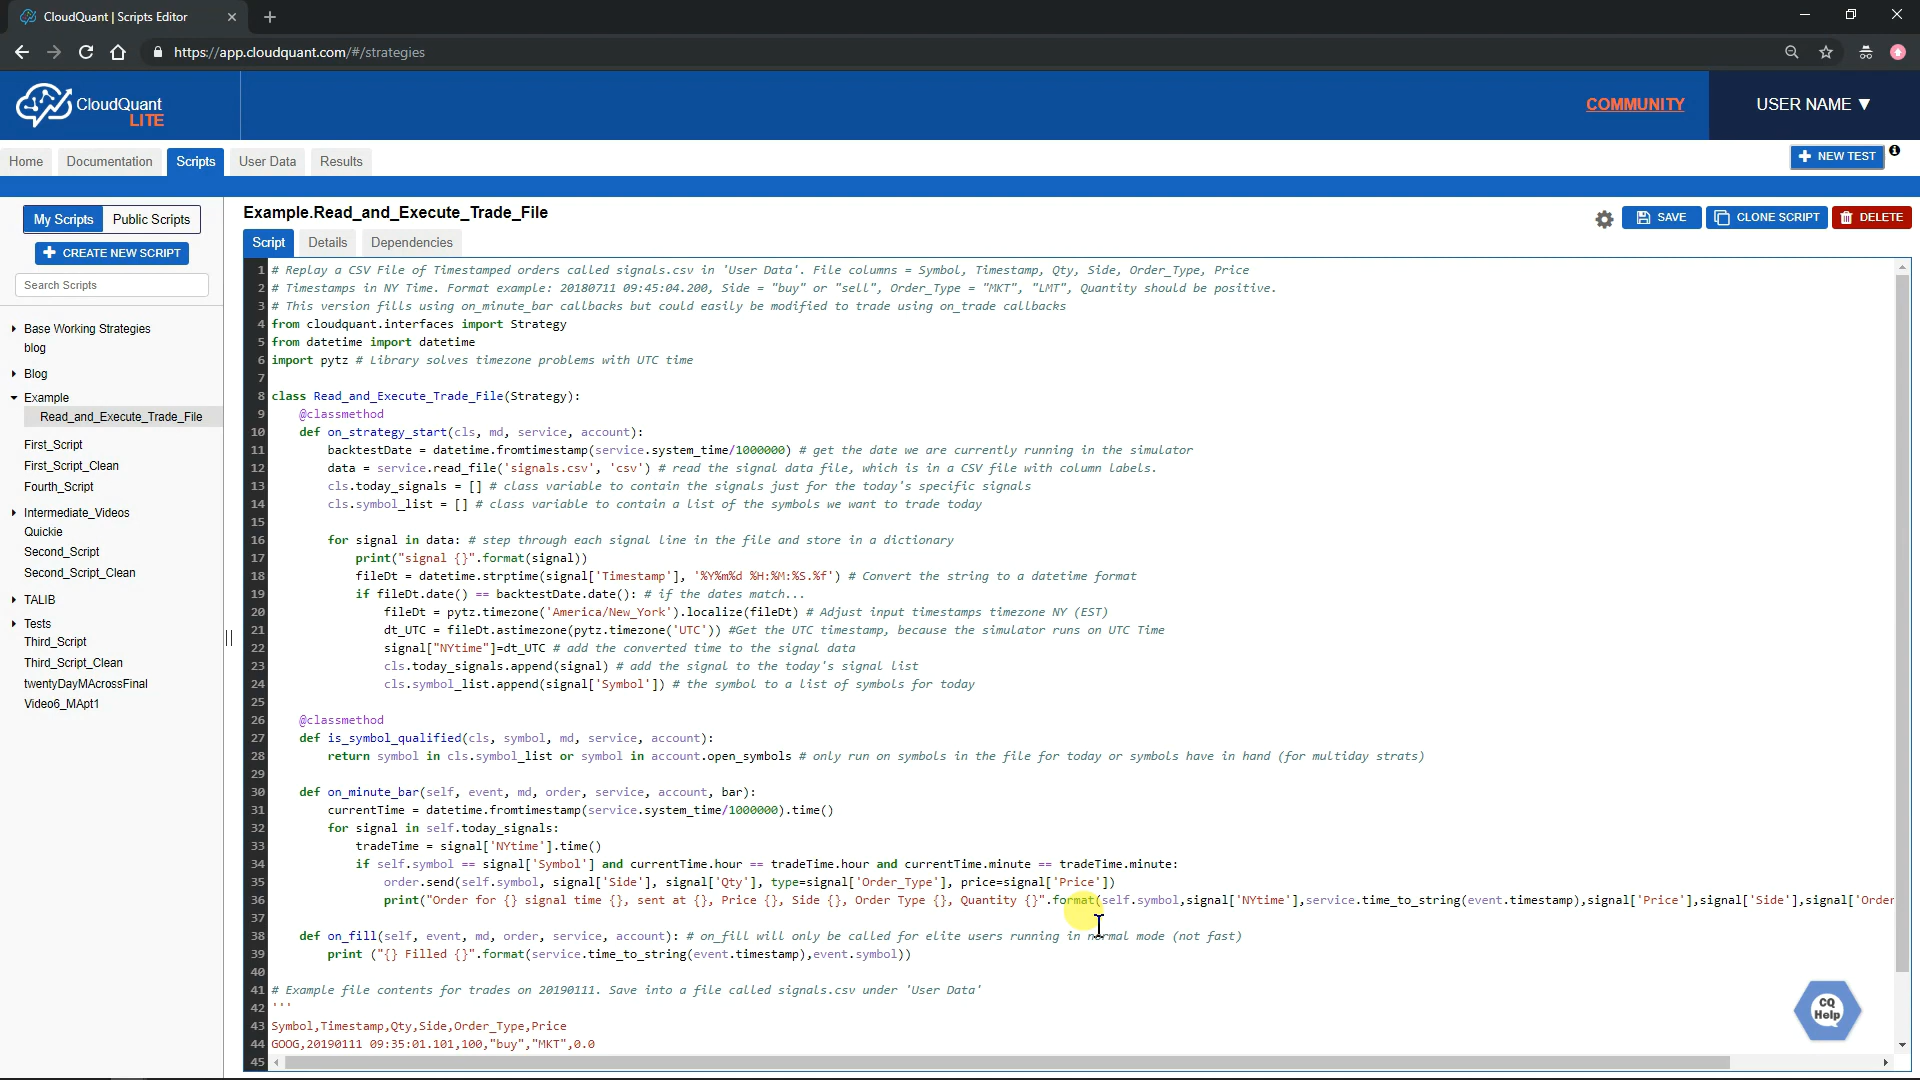 CloudQuant | Scripts Editor
https://app.cloudquant.com/#/strategies
CloudQuant
LITE
COMMUNITY
USER NAME ▼
Home
Documentation
Scripts
User Data
Results
NEW TEST
My Scripts
Public Scripts
CREATE NEW SCRIPT
Search Scripts
Base Working Strategies
blog
Blog
Example
Read_and_Execute_Trade_File
First_Script
First_Script_Clean
Fourth_Script
Intermediate_Videos
Quickie
Second_Script
Second_Script_Clean
TALIB
Tests
Third_Script
Third_Script_Clean
twentyDayMAcrossFinal
Video6_MApt1
Example.Read_and_Execute_Trade_File
SAVE
CLONE SCRIPT
DELETE
Script
Details
Dependencies
1 # Replay a CSV File of Timestamped orders called signals.csv in 'User Data'. File columns = Symbol, Timestamp, Qty, Side, Order_Type, Price
2 # Timestamps in NY Time. Format example: 20180711 09:45:04.200, Side = "buy" or "sell", Order_Type = "MKT", "LMT", Quantity should be positive.
3 # This version fills using on_minute_bar callbacks but could easily be modified to trade using on_trade callbacks
4 from cloudquant.interfaces import Strategy
5 from datetime import datetime
6 import pytz # Library solves timezone problems with UTC time
7
8 class Read_and_Execute_Trade_File(Strategy):
9 @classmethod
10 def on_strategy_start(cls, md, service, account):
11 backtestDate = datetime.fromtimestamp(service.system_time/1000000) # get the date we are currently running in the simulator
12 data = service.read_file('signals.csv', 'csv') # read the signal data file, which is in a CSV file with column labels.
13 cls.today_signals = [] # class variable to contain the signals just for the today's specific signals
14 cls.symbol_list = [] # class variable to contain a list of the symbols we want to trade today
15
16 for signal in data: # step through each signal line in the file and store in a dictionary
17 print("signal {}".format(signal))
18 fileDt = datetime.strptime(signal['Timestamp'], '%Y%m%d %H:%M:%S.%f') # Convert the string to a datetime format
19 if fileDt.date() == backtestDate.date(): # if the dates match...
20 fileDt = pytz.timezone('America/New_York').localize(fileDt) # Adjust input timestamps timezone NY (EST)
21 dt_UTC = fileDt.astimezone(pytz.timezone('UTC')) #Get the UTC timestamp, because the simulator runs on UTC Time
22 signal["NYtime"]=dt_UTC # add the converted time to the signal data
23 cls.today_signals.append(signal) # add the signal to the today's signal list
24 cls.symbol_list.append(signal['Symbol']) # the symbol to a list of symbols for today
25
26 @classmethod
27 def is_symbol_qualified(cls, symbol, md, service, account):
28 return symbol in cls.symbol_list or symbol in account.open_symbols # only run on symbols in the file for today or symbols have in hand (for multiday strats)
29
30 def on_minute_bar(self, event, md, order, service, account, bar):
31 currentTime = datetime.fromtimestamp(service.system_time/1000000).time()
32 for signal in self.today_signals:
33 tradeTime = signal['NYtime'].time()
34 if self.symbol == signal['Symbol'] and currentTime.hour == tradeTime.hour and currentTime.minute == tradeTime.minute:
35 order.send(self.symbol, signal['Side'], signal['Qty'], type=signal['Order_Type'], price=signal['Price'])
36 print("Order for {} signal time {}, sent at {}, Price {}, Side {}, Order Type {}, Quantity {}".format(self.symbol,signal['NYtime'],service.time_to_string(event.timestamp),signal['Price'],signal['Side'],signal['Order
37
38 def on_fill(self, event, md, order, service, account): # on_fill will only be called for elite users running in normal mode (not fast)
39 print ("{} Filled {}".format(service.time_to_string(event.timestamp),event.symbol))
40
41 # Example file contents for trades on 20190111. Save into a file called signals.csv under 'User Data'
42 '''
43 Symbol,Timestamp,Qty,Side,Order_Type,Price
44 GOOG,20190111 09:35:01.101,100,"buy","MKT",0.0
45
CQ
Help